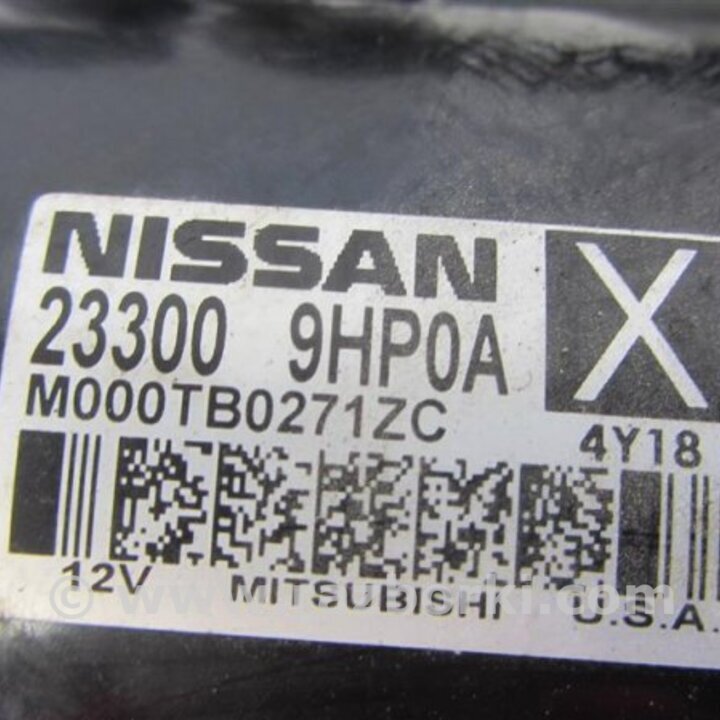 NISSAN X
23300 9HP0A
M000TB0271ZC 4Y18
12V MITSUBISHI U.S.A.